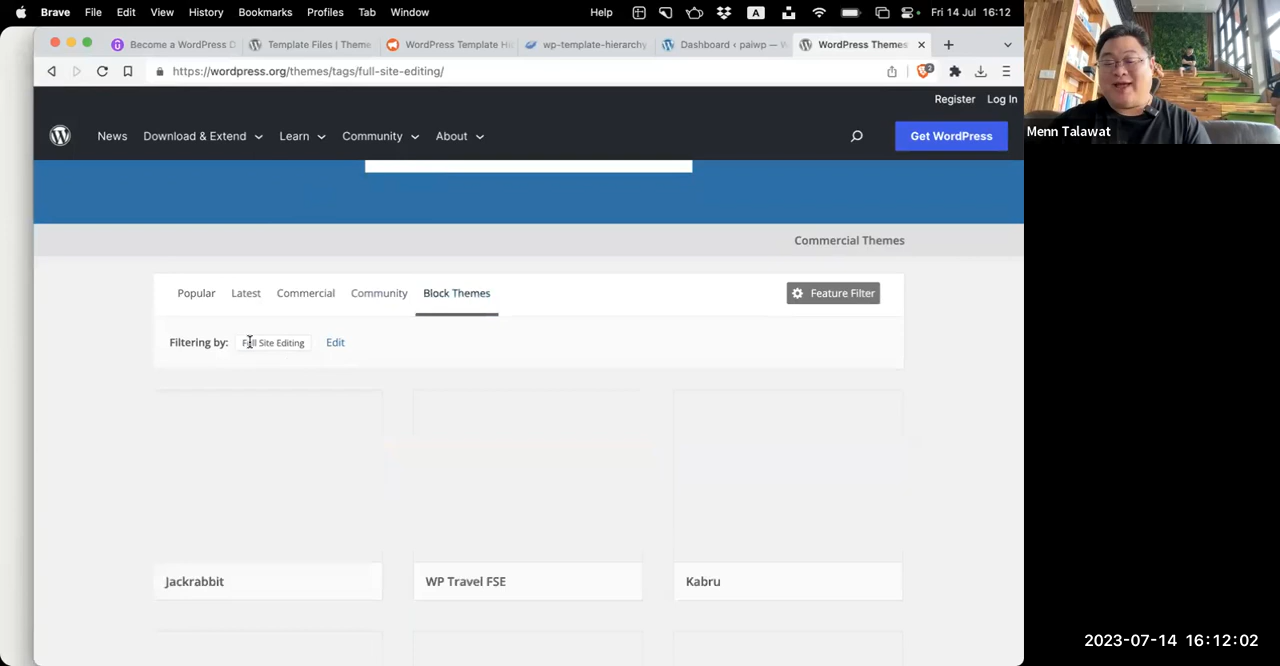 Brave File Edit View History Bookmarks Profiles Tab Window Help A Fri 14 Jul 16:12
Become a WordPress D Template Files | Theme WordPress Template Hi wp-template-hierarchy Dashboard ‹ paiwp — W WordPress Themes
https://wordpress.org/themes/tags/full-site-editing/ 2
Register Log In
News Download & Extend Learn Community About Get WordPress
Commercial Themes
Popular Latest Commercial Community Block Themes Feature Filter
Filtering by: Full Site Editing Edit
Jackrabbit WP Travel FSE Kabru
Menn Talawat
2023-07-14 16:12:02